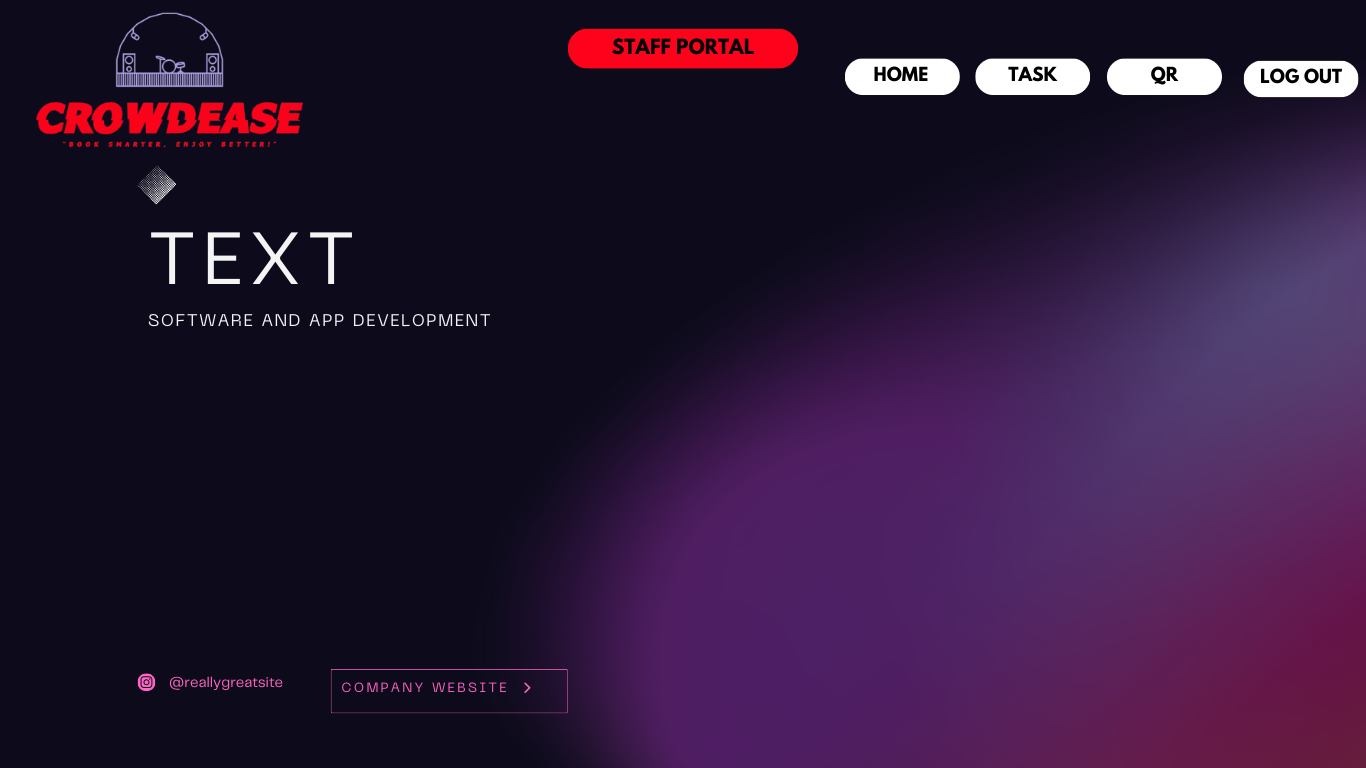 STAFF PORTAL
HOME
TASK
QR
LOG OUT
CROWDEASE
"BOOK SMARTER, ENJOY BETTER!"
TEXT
SOFTWARE AND APP DEVELOPMENT
@reallygreatsite
COMPANY WEBSITE